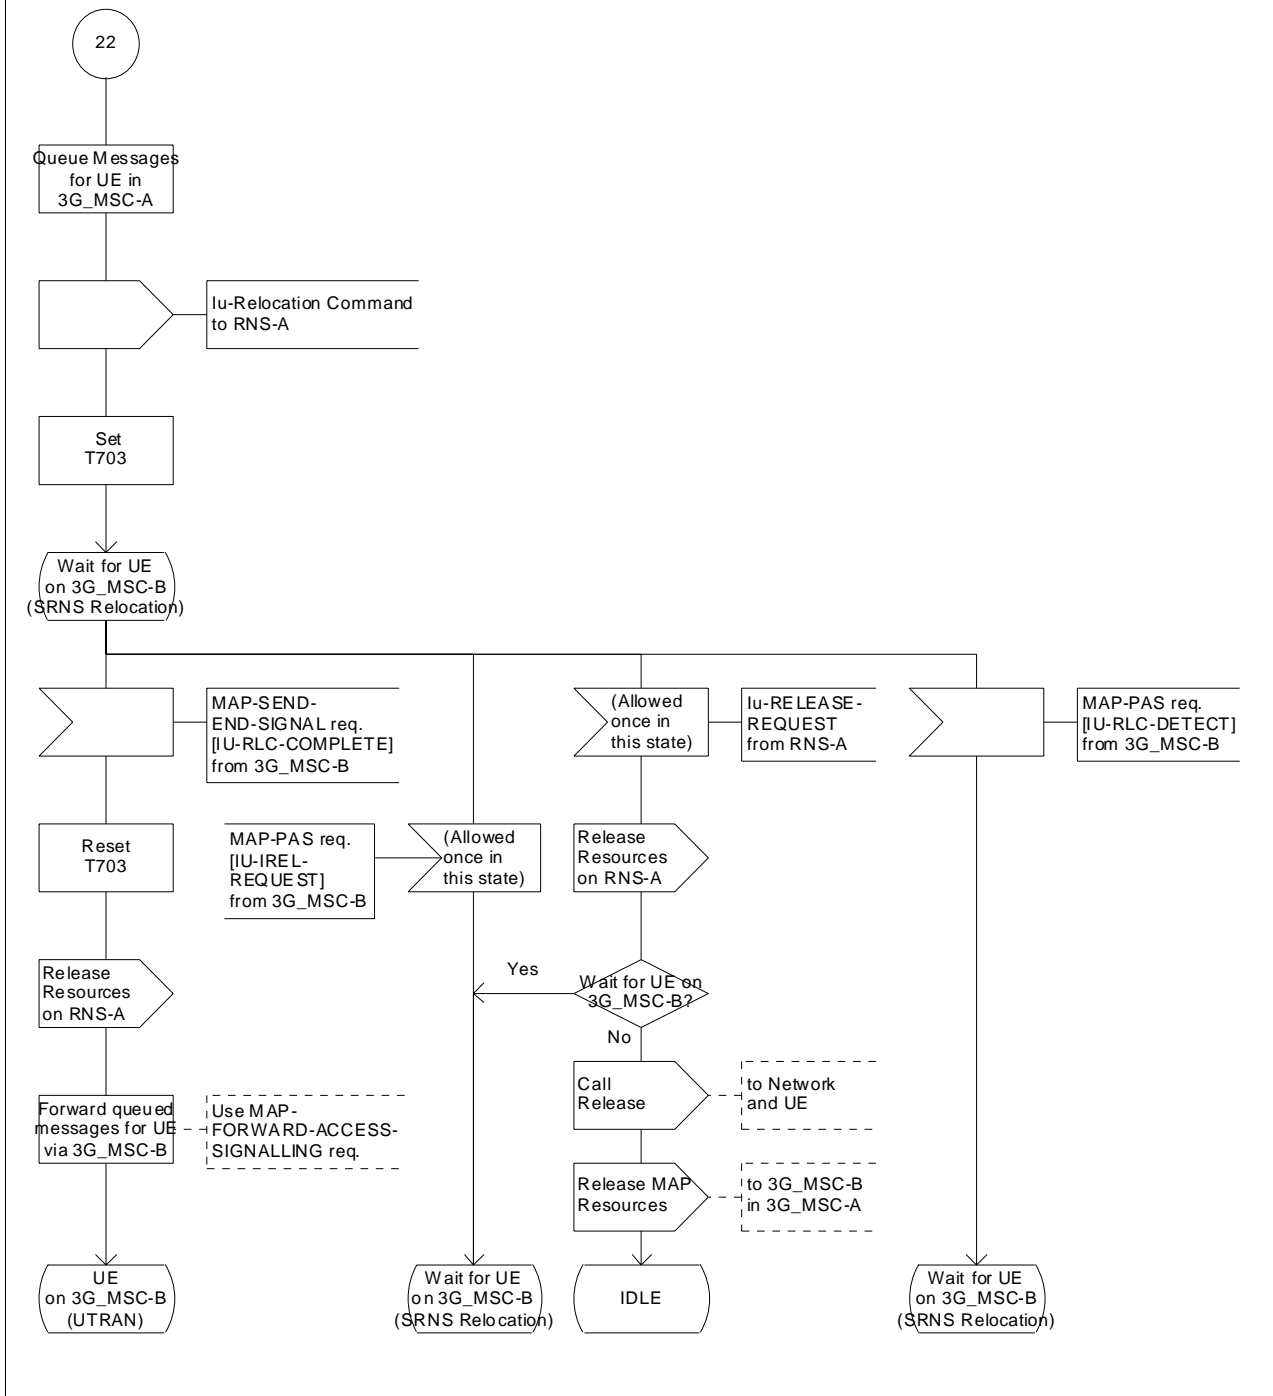 22
Queue Messages
for UE in
3G_MSC-A
Iu-Relocation Command
to RNS-A
Set
T703
Wait for UE
on 3G_MSC-B
(SRNS Relocation)
MAP-SEND-
END-SIGNAL req.
[IU-RLC-COMPLETE]
from 3G_MSC-B
(Allowed
once in
this state)
Iu-RELEASE-
REQUEST
from RNS-A
MAP-PAS req.
[IU-RLC-DETECT]
from 3G_MSC-B
Reset
T703
MAP-PAS req.
[IU-IREL-
REQUEST]
from 3G_MSC-B
(Allowed
once in
this state)
Release
Resources
on RNS-A
Release
Resources
on RNS-A
Yes
Wait for UE on
3G_MSC-B?
No
Call
Release
to Network
and UE
Forward queued
messages for UE
via 3G_MSC-B
Use MAP-
FORWARD-ACCESS-
SIGNALLING req.
Release MAP
Resources
to 3G_MSC-B
in 3G_MSC-A
UE
on 3G_MSC-B
(UTRAN)
Wait for UE
on 3G_MSC-B
(SRNS Relocation)
IDLE
Wait for UE
on 3G_MSC-B
(SRNS Relocation)